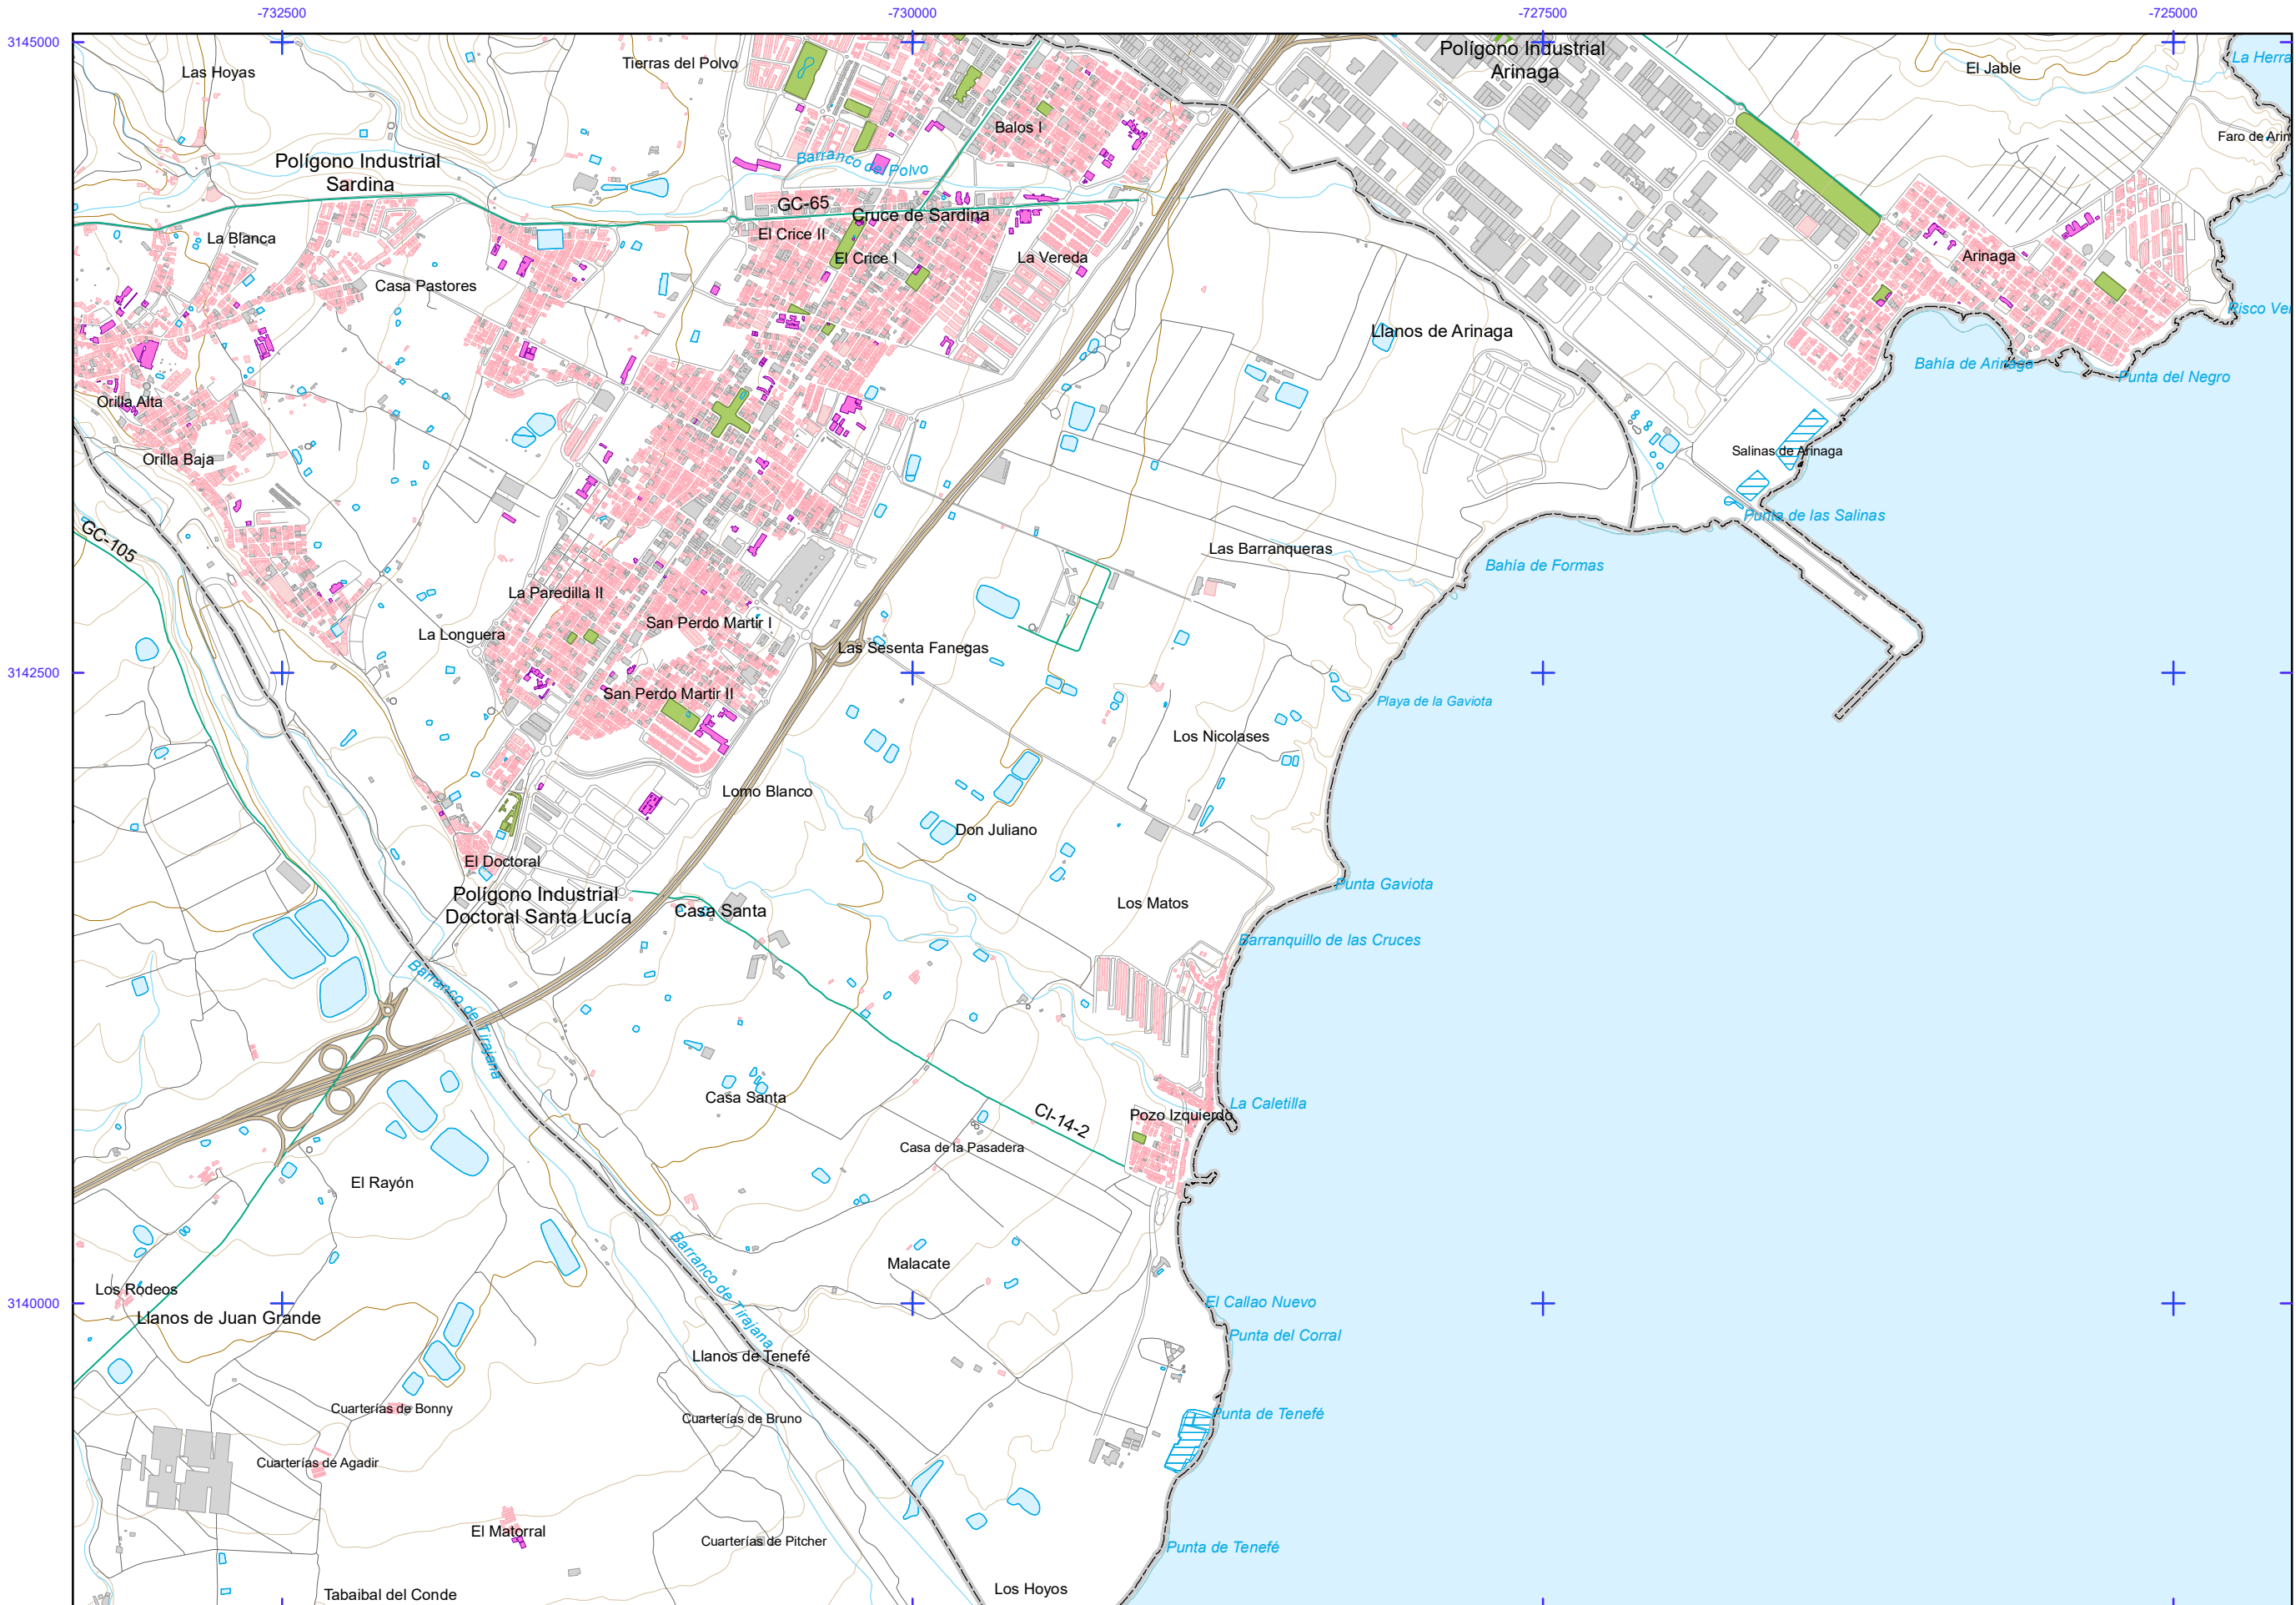 -732500
-730000
-727500
-725000
3145000
Las Hoyas
Tierras del Polvo
Polígono Industrial
Arinaga
El Jable
La Herra
Balos I
Faro de Arin
Polígono Industrial
Sardina
Barranco del Polvo
GC-65
Cruce de Sardina
La Blanca
El Crice II
El Crice I
La Vereda
Arinaga
Casa Pastores
Risco Ver
Llanos de Arinaga
Bahía de Arinaga
Punta del Negro
Orilla Alta
Orilla Baja
Salinas de Arinaga
GC-105
Punta de las Salinas
Las Barranqueras
Bahía de Formas
La Paredilla II
San Perdo Martir I
La Longuera
Las Sesenta Fanegas
3142500
San Perdo Martir II
Playa de la Gaviota
Los Nicolases
Lomo Blanco
Don Juliano
El Doctoral
Polígono Industrial
Doctoral Santa Lucía
Casa Santa
Punta Gaviota
Los Matos
Barranquillo de las Cruces
Barranco de Tirajana
Casa Santa
La Caletilla
CI-14-2
Pozo Izquierdo
Casa de la Pasadera
El Rayón
Barranco de Tirajana
Malacate
Los Rodeos
3140000
El Callao Nuevo
Llanos de Juan Grande
Punta del Corral
Llanos de Tenefé
Cuarterías de Bonny
Cuarterías de Bruno
Punta de Tenefé
Cuarterías de Agadir
El Matorral
Cuarterías de Pitcher
Punta de Tenefé
Los Hoyos
Tabaibal del Conde